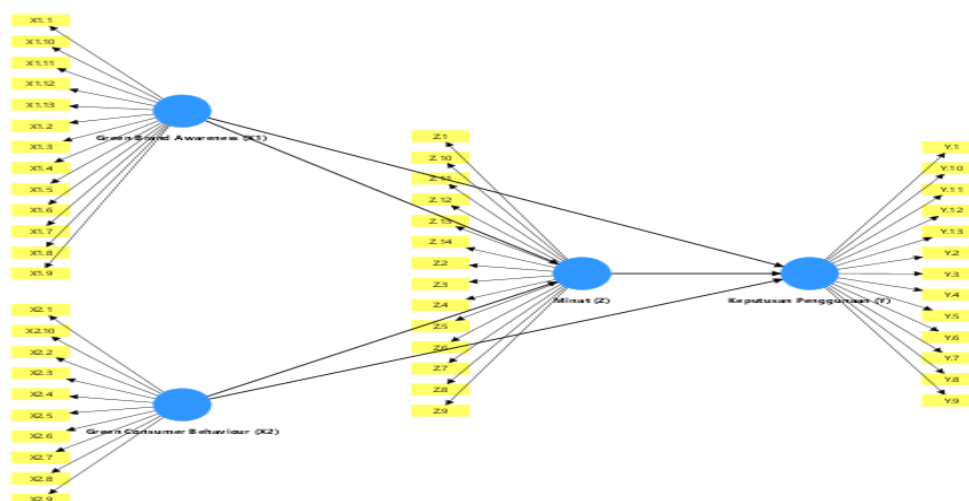 X1.1
X1.10
X1.11
X1.12
X1.13
X1.2
X1.3
X1.4
X1.5
X1.6
X1.7
X1.8
X1.9
Green Brand Awareness (X1)
X2.1
X2.10
X2.2
X2.3
X2.4
X2.5
X2.6
X2.7
X2.8
X2.9
Green Consumer Behaviour (X2)
Z.1
Z.10
Z.11
Z.12
Z.13
Z.14
Z.2
Z.3
Z.4
Z.5
Z.6
Z.7
Z.8
Z.9
Minat (Z)
Keputusan Penggunaan (Y)
Y.1
Y.10
Y.11
Y.12
Y.13
Y.2
Y.3
Y.4
Y.5
Y.6
Y.7
Y.8
Y.9